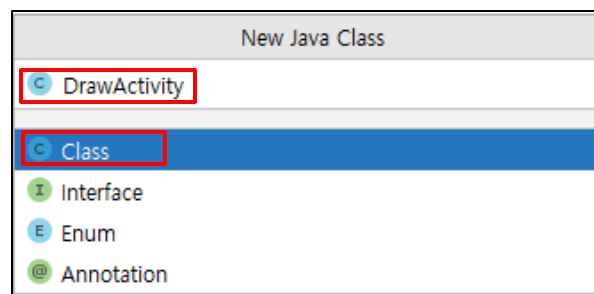 New Java Class
C DrawActivity
C Class
I Interface
E Enum
@ Annotation